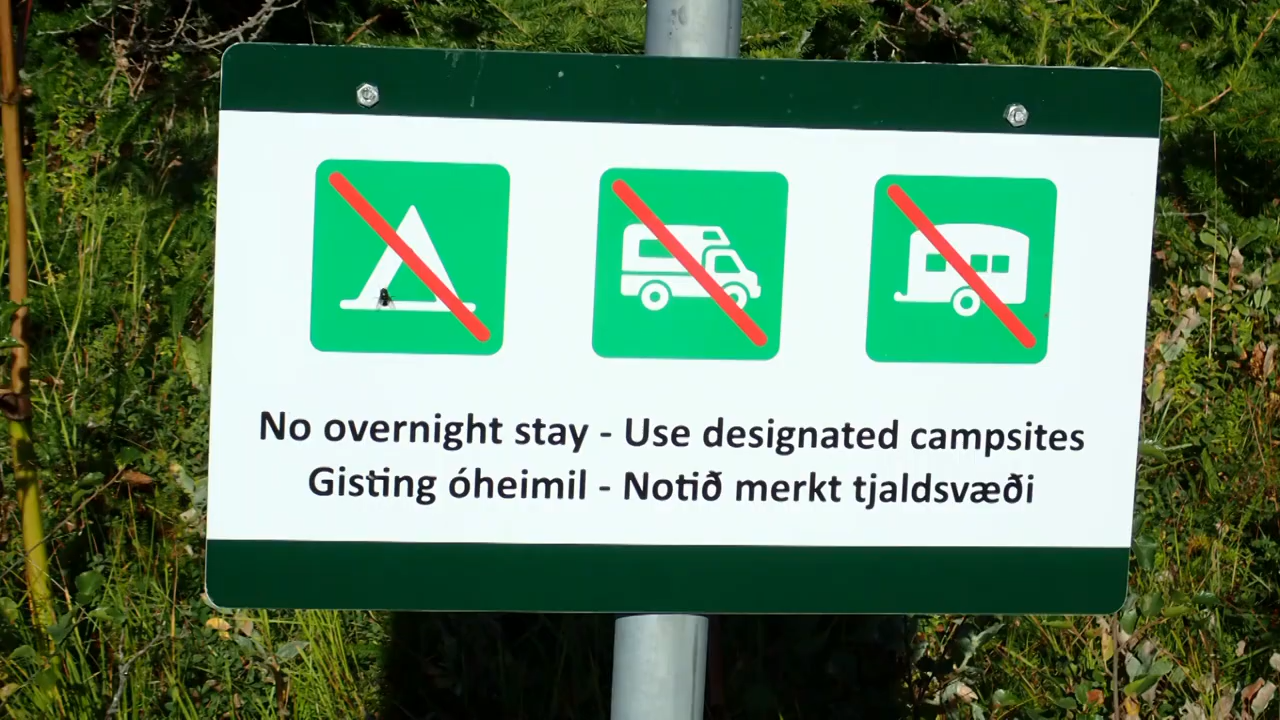 No overnight stay - Use designated campsites
Gisting óheimil - Notið merkt tjaldsvæði